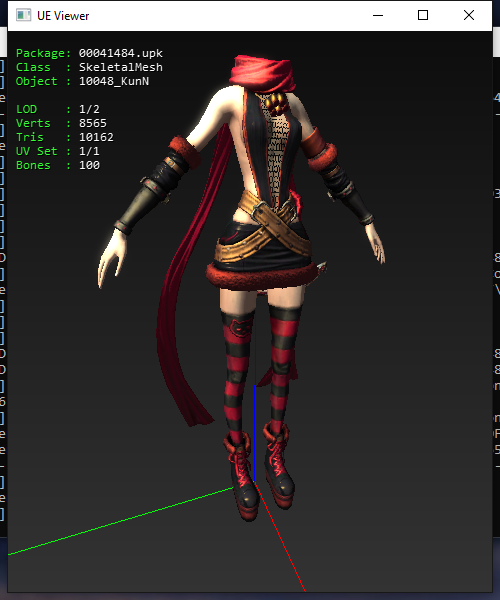 UE Viewer
Package: 00041484.upk
Class : SkeletalMesh
Object : 10048_KunN
LOD : 1/2
Verts : 8565
Tris : 10162
UV Set : 1/1
Bones : 100